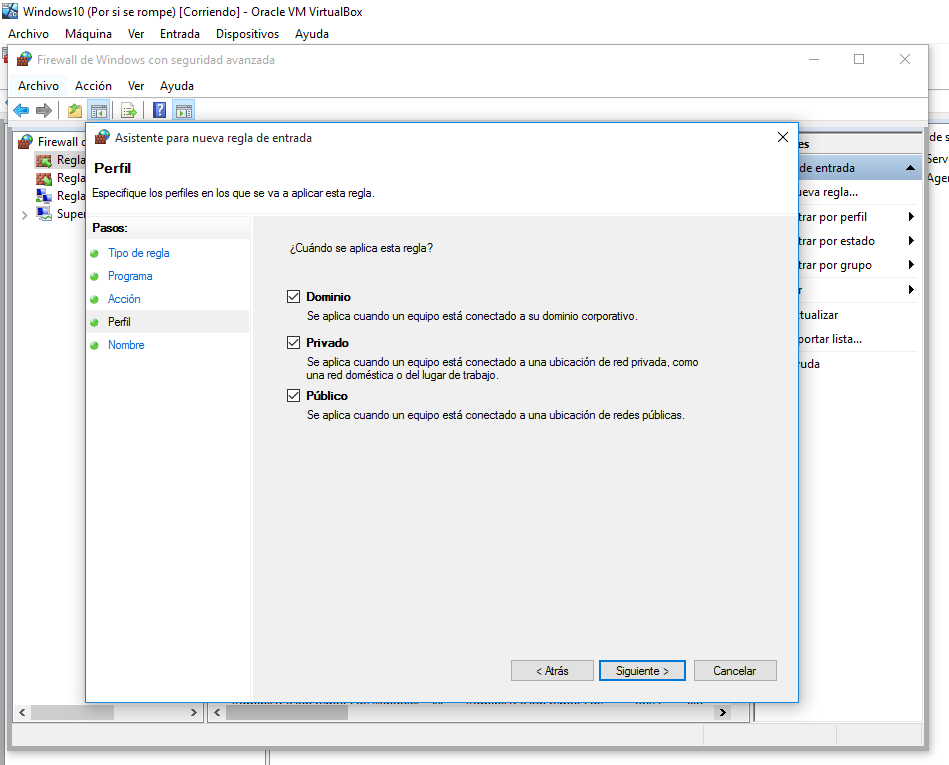 Windows10 (Por si se rompe) [Corriendo] - Oracle VM VirtualBox
Archivo Máquina Ver Entrada Dispositivos Ayuda
Firewall de Windows con seguridad avanzada
Archivo Acción Ver Ayuda
Asistente para nueva regla de entrada
Perfil
Especifique los perfiles en los que se va a aplicar esta regla.
Pasos:
Tipo de regla
Programa
Acción
Perfil
Nombre
¿Cuándo se aplica esta regla?
Dominio
Se aplica cuando un equipo está conectado a su dominio corporativo.
Privado
Se aplica cuando un equipo está conectado a una ubicación de red privada, como
una red doméstica o del lugar de trabajo.
Público
Se aplica cuando un equipo está conectado a una ubicación de redes públicas.
< Atrás Siguiente > Cancelar
Firewall d
Regla
Regla
Regla
Super
es
de entrada
ueva regla...
trar por perfil
trar por estado
trar por grupo
r
tualizar
portar lista...
uda
de s
Serv
Ager